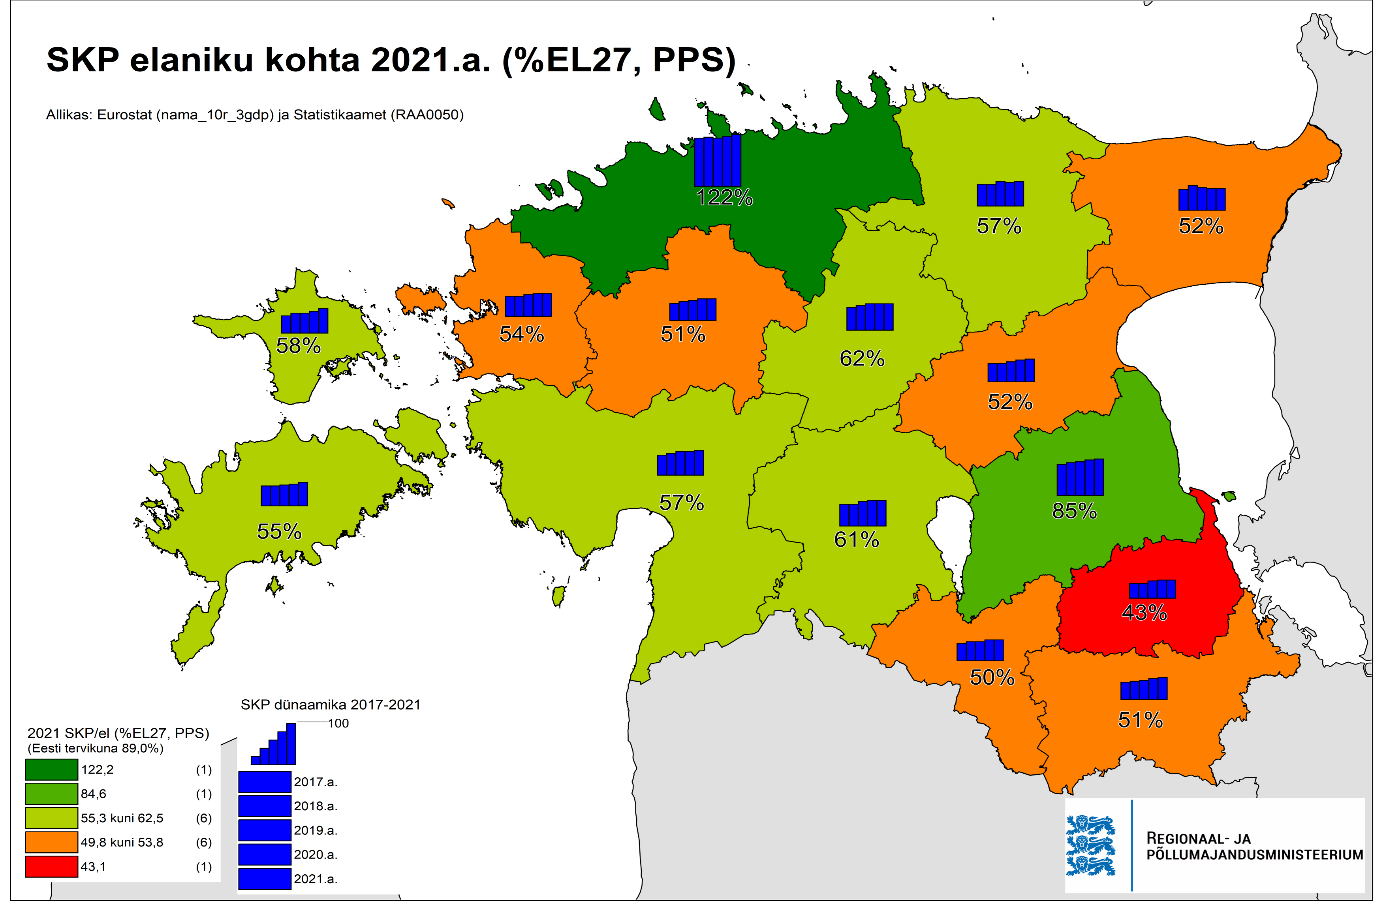 SKP elaniku kohta 2021.a. (%EL27, PPS)
Allikas: Eurostat (nama_10r_3gdp) ja Statistikaamet (RAA0050)
122%
57%
52%
58%
54%
51%
62%
52%
55%
57%
61%
85%
43%
50%
51%
SKP dünaamika 2017-2021
100
2017.a.
2018.a.
2019.a.
2020.a.
2021.a.
2021 SKP/el (%EL27, PPS)
(Eesti tervikuna 89,0%)
122,2 (1)
84,6 (1)
55,3 kuni 62,5 (6)
49,8 kuni 53,8 (6)
43,1 (1)
REGIONAAL- JA
PÕLLUMAJANDUSMINISTEERIUM